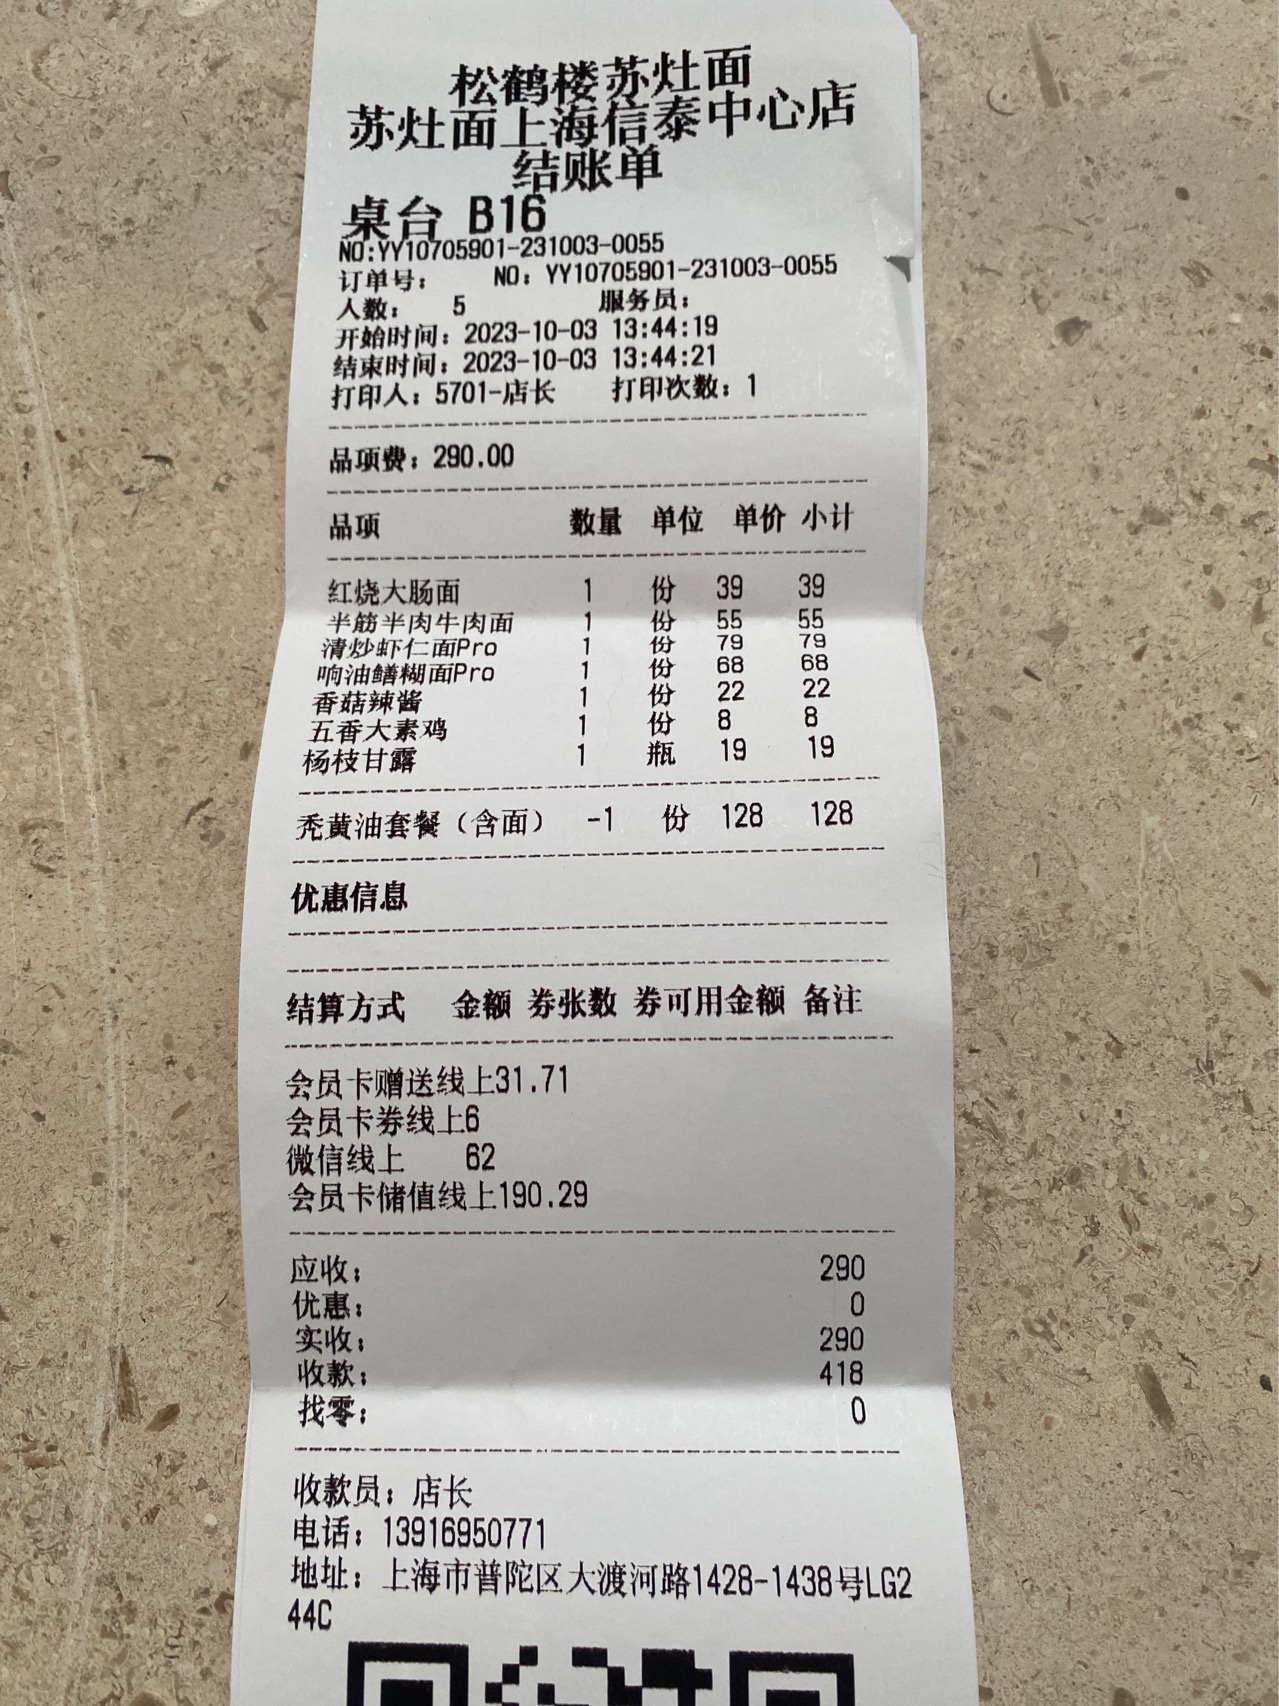 松鹤楼苏灶面
苏灶面上海信泰中心店
结账单
桌台 B16
NO:YY10705901-231003-0055
订单号： NO：YY10705901-231003-0055
人数： 5 服务员：
开始时间：2023-10-03 13:44:19
结束时间：2023-10-03 13:44:21
打印人：5701-店长 打印次数：1
品项费：290.00
品项 数量 单位 单价 小计
红烧大肠面 1 份 39 39
半筋半肉牛肉面 1 份 55 55
清炒虾仁面Pro 1 份 79 79
响油鳝糊面Pro 1 份 68 68
香菇辣酱 1 份 22 22
五香大素鸡 1 份 8 8
杨枝甘露 1 瓶 19 19
秃黄油套餐（含面） -1 份 128 128
优惠信息
结算方式 金额 券张数 券可用金额 备注
会员卡赠送线上31.71
会员卡券线上6
微信线上 62
会员卡储值线上190.29
应收： 290
优惠： 0
实收： 290
收款： 418
找零： 0
收款员：店长
电话：13916950771
地址：上海市普陀区大渡河路1428-1438号LG2
44C